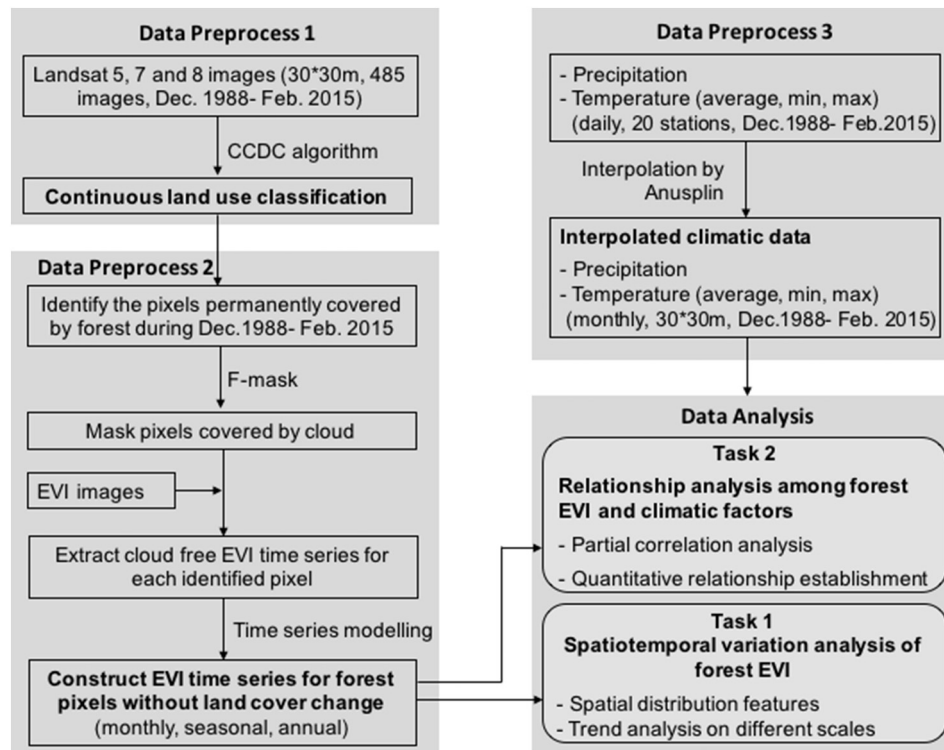 Data Preprocess 1
Landsat 5, 7 and 8 images (30*30m, 485
images, Dec. 1988- Feb. 2015)
CCDC algorithm
Continuous land use classification
Data Preprocess 2
Identify the pixels permanently covered
by forest during Dec.1988- Feb. 2015
F-mask
Mask pixels covered by cloud
EVI images
Extract cloud free EVI time series for
each identified pixel
Time series modelling
Construct EVI time series for forest
pixels without land cover change
(monthly, seasonal, annual)
Data Preprocess 3
- Precipitation
- Temperature (average, min, max)
(daily, 20 stations, Dec.1988- Feb.2015)
Interpolation by
Anusplin
Interpolated climatic data
- Precipitation
- Temperature (average, min, max)
(monthly, 30*30m, Dec.1988- Feb. 2015)
Data Analysis
Task 2
Relationship analysis among forest
EVI and climatic factors
- Partial correlation analysis
- Quantitative relationship establishment
Task 1
Spatiotemporal variation analysis of
forest EVI
- Spatial distribution features
- Trend analysis on different scales